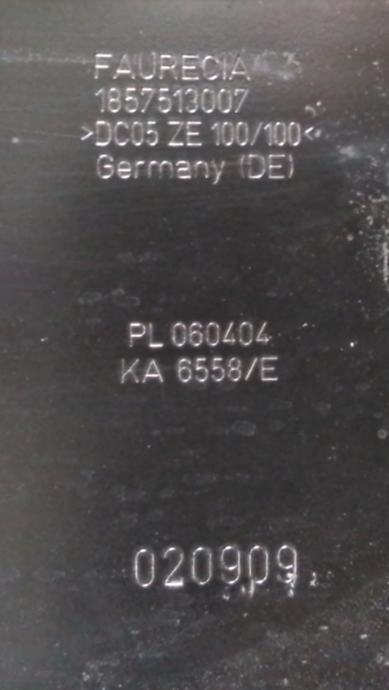 FAURECIA
1857513007
>DC05 ZE 100/100<
Germany (DE)
PL 060404
KA 6558/E
020909